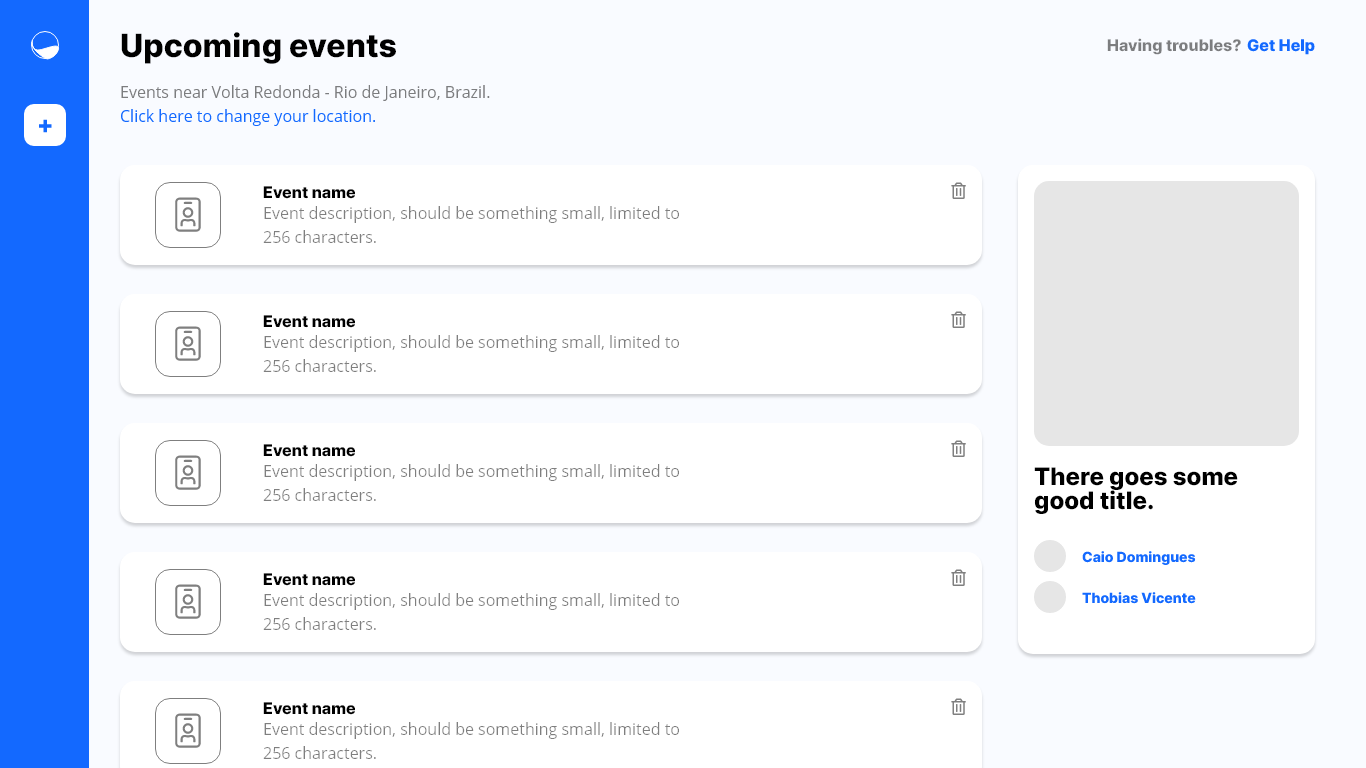 Upcoming events
Having troubles? Get Help
Events near Volta Redonda - Rio de Janeiro, Brazil.
Click here to change your location.
Event name
Event description, should be something small, limited to
256 characters.
Event name
Event description, should be something small, limited to
256 characters.
Event name
Event description, should be something small, limited to
256 characters.
Event name
Event description, should be something small, limited to
256 characters.
Event name
Event description, should be something small, limited to
256 characters.
There goes some
good title.
Caio Domingues
Thobias Vicente